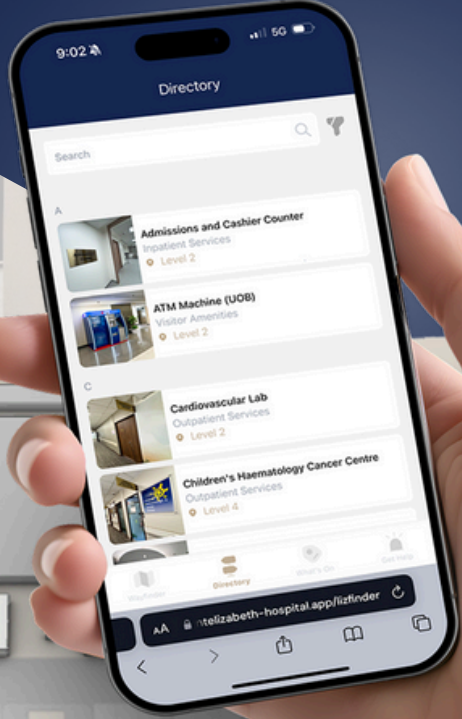 9:02
5G
Directory
Search
A
Admissions and Cashier Counter
Inpatient Services
Level 2
ATM Machine (UOB)
Visitor Amenities
Level 2
C
Cardiovascular Lab
Outpatient Services
Level 2
Children's Haematology Cancer Centre
Outpatient Services
Level 4
Wayfinder
Directory
What's On
Get Help
AA
ntelizabeth-hospital.app/lizfinder